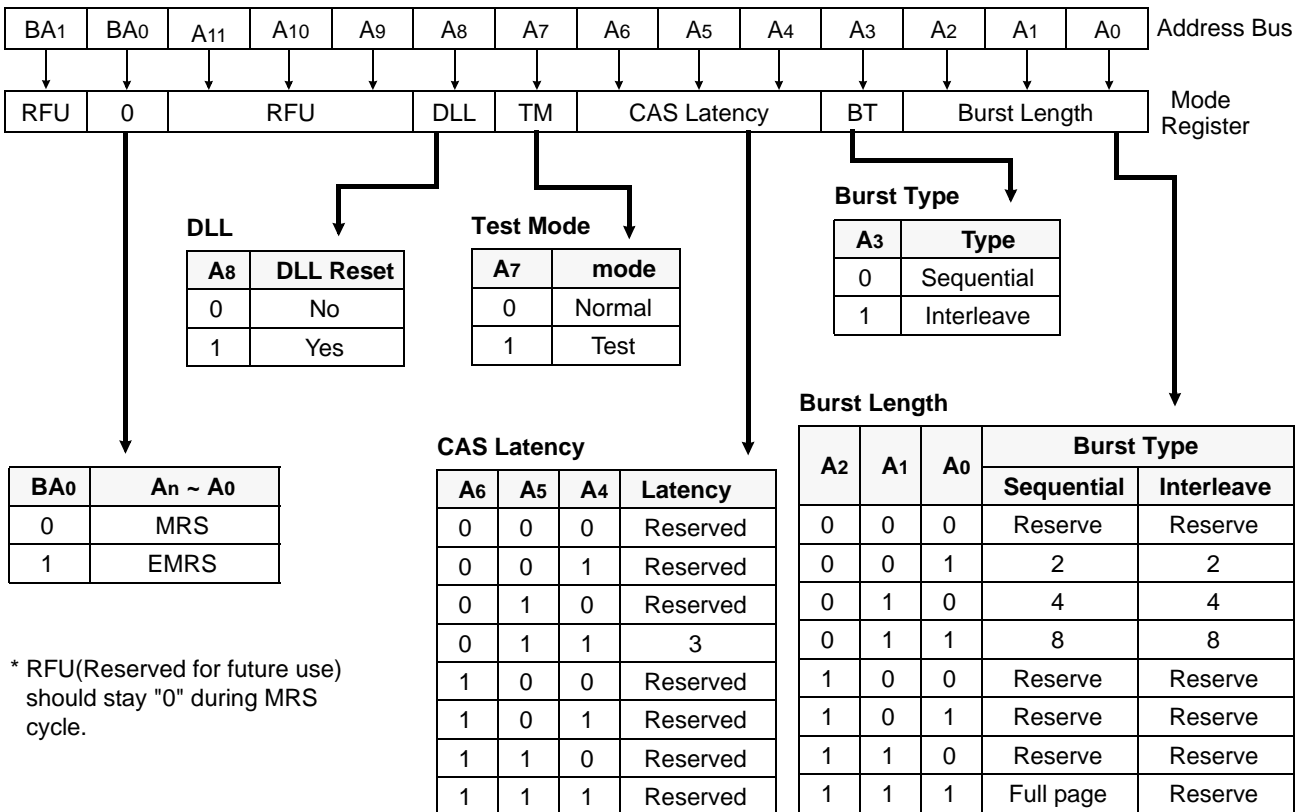 BA1 BA0 A11 A10 A9 A8 A7 A6 A5 A4 A3 A2 A1 A0 Address Bus
RFU 0 RFU DLL TM CAS Latency BT Burst Length Mode Register
DLL
A8 DLL Reset
0 No
1 Yes
Test Mode
A7 mode
0 Normal
1 Test
Burst Type
A3 Type
0 Sequential
1 Interleave
BA0 An ~ A0
0 MRS
1 EMRS
* RFU(Reserved for future use)
should stay "0" during MRS
cycle.
CAS Latency
A6 A5 A4 Latency
0 0 0 Reserved
0 0 1 Reserved
0 1 0 Reserved
0 1 1 3
1 0 0 Reserved
1 0 1 Reserved
1 1 0 Reserved
1 1 1 Reserved
Burst Length
A2 A1 A0 Burst Type
Sequential Interleave
0 0 0 Reserve Reserve
0 0 1 2 2
0 1 0 4 4
0 1 1 8 8
1 0 0 Reserve Reserve
1 0 1 Reserve Reserve
1 1 0 Reserve Reserve
1 1 1 Full page Reserve